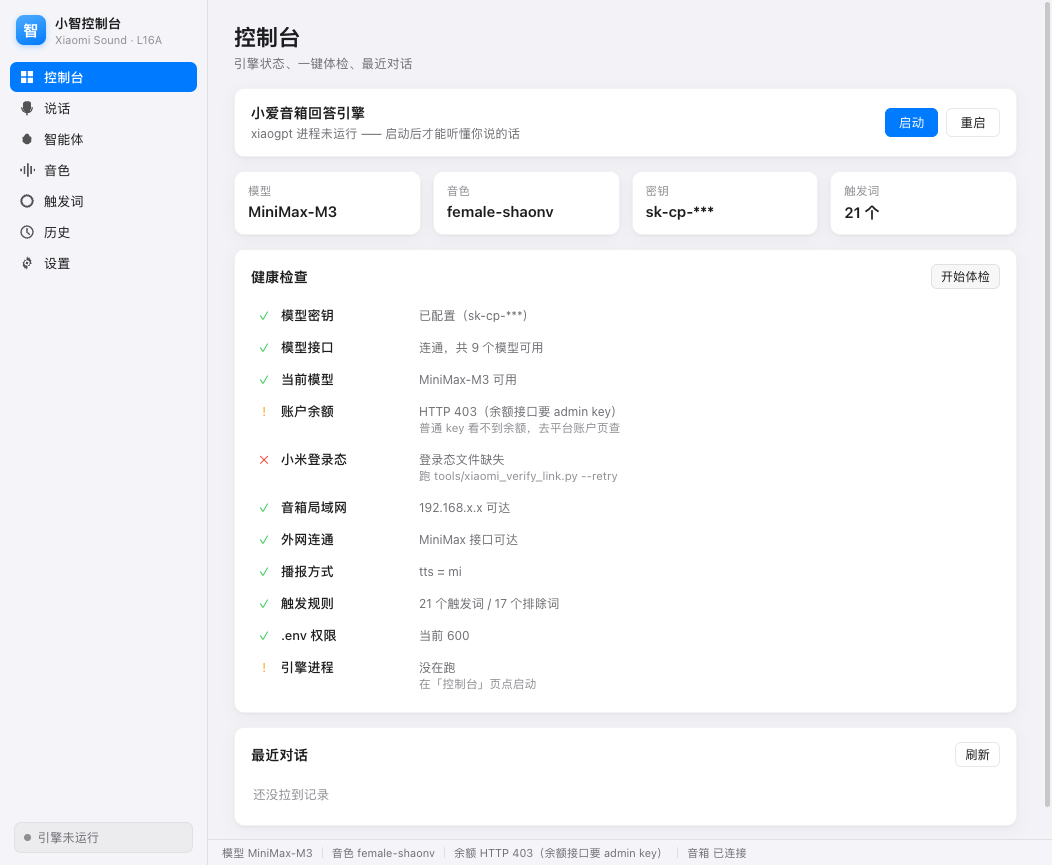 智
小智控制台
Xiaomi Sound · L16A
控制台
说话
智能体
音色
触发词
历史
设置
引擎未运行
控制台
引擎状态、一键体检、最近对话
小爱音箱回答引擎
xiaogpt 进程未运行 —— 启动后才能听懂你说的话
启动
重启
模型
MiniMax-M3
音色
female-shaonv
密钥
sk-cp-***
触发词
21 个
健康检查
开始体检
模型密钥
已配置（sk-cp-***）
模型接口
连通，共 9 个模型可用
当前模型
MiniMax-M3 可用
账户余额
HTTP 403（余额接口要 admin key）
普通 key 看不到余额，去平台账户页查
小米登录态
登录态文件缺失
跑 tools/xiaomi_verify_link.py --retry
音箱局域网
192.168.x.x 可达
外网连通
MiniMax 接口可达
播报方式
tts = mi
触发规则
21 个触发词 / 17 个排除词
.env 权限
当前 600
引擎进程
没在跑
在「控制台」页点启动
最近对话
刷新
还没拉到记录
模型 MiniMax-M3
音色 female-shaonv
余额 HTTP 403（余额接口要 admin key）
音箱 已连接